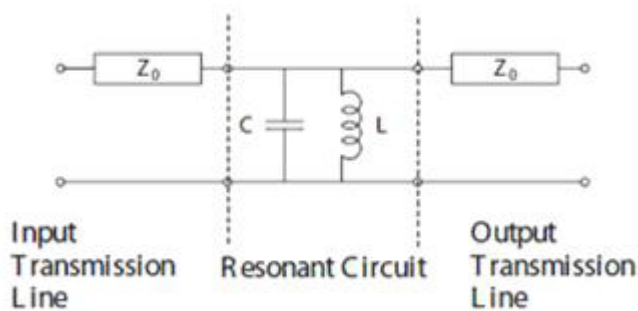 Z0
Z0
C
L
Input
Transmission
Line
Resonant Circuit
Output
Transmission
Line